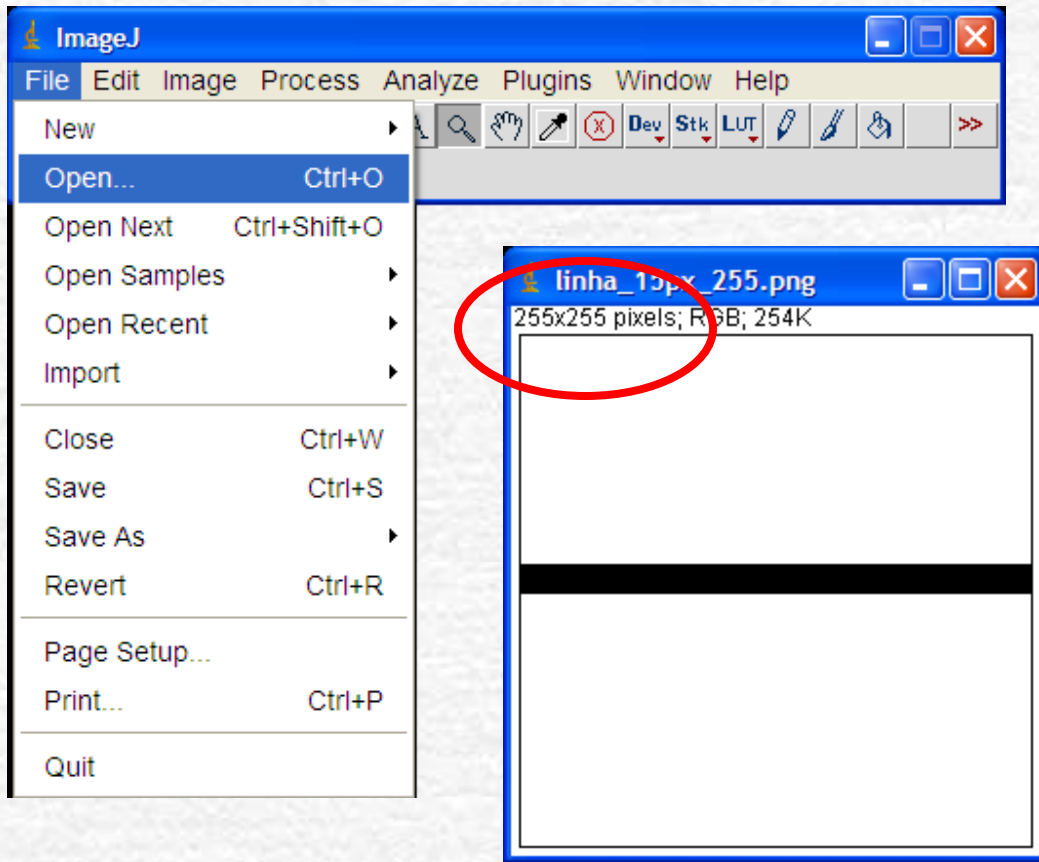 ImageJ
File Edit Image Process Analyze Plugins Window Help
Dev Stk LUT >>
New
Open... Ctrl+O
Open Next Ctrl+Shift+O
Open Samples
Open Recent
Import
Close Ctrl+W
Save Ctrl+S
Save As
Revert Ctrl+R
Page Setup...
Print... Ctrl+P
Quit
linha_15px_255.png
255x255 pixels; RGB; 254K